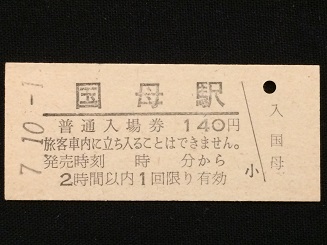 7.10.-1
国母駅
普通入場券 140円
旅客車内に立ち入ることはできません。
発売時刻 時 分から
2時間以内1回限り有効
小
入
国
母